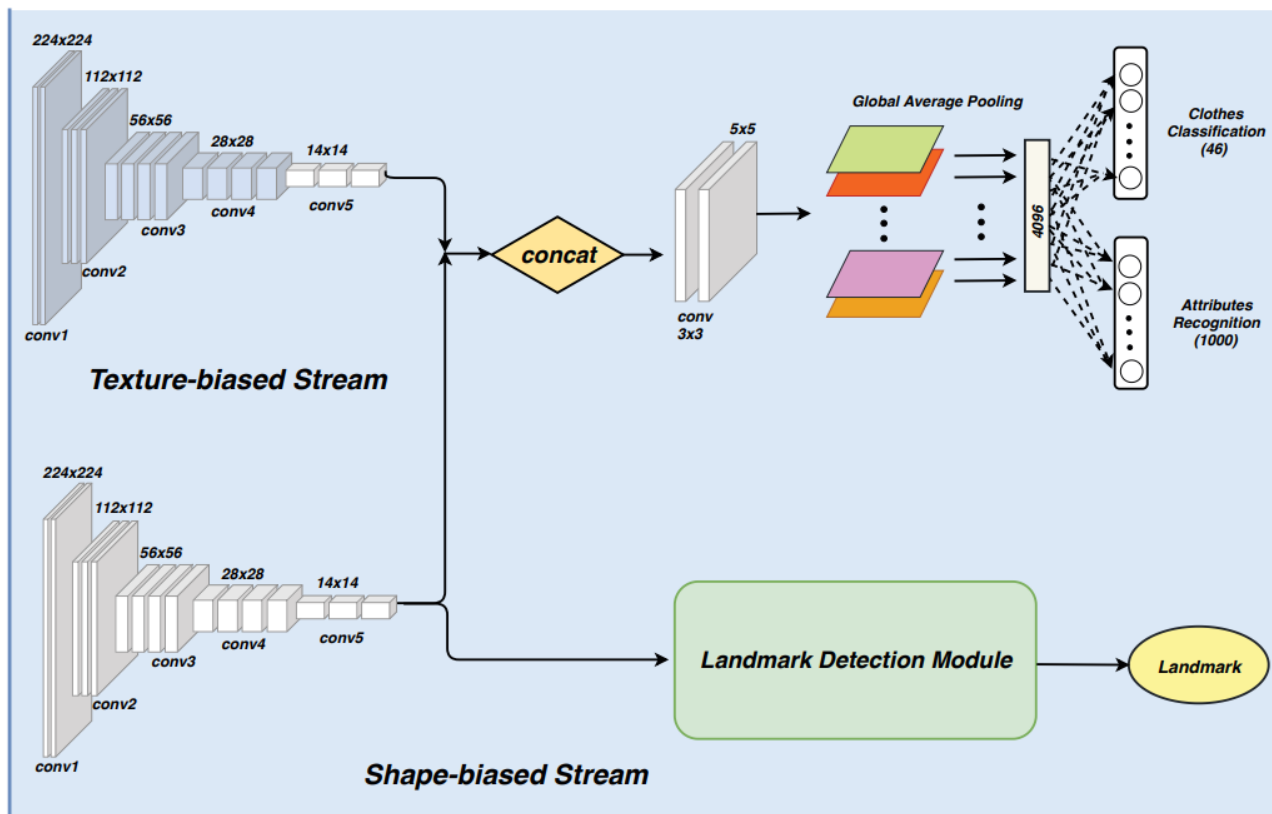 224x224
112x112
56x56
28x28
14x14
conv5
conv4
conv3
conv2
conv1
Texture-biased Stream
concat
5x5
conv
3x3
Global Average Pooling
4096
Clothes
Classification
(46)
Attributes
Recognition
(1000)
224x224
112x112
56x56
28x28
14x14
conv5
conv4
conv3
conv2
conv1
Shape-biased Stream
Landmark Detection Module
Landmark